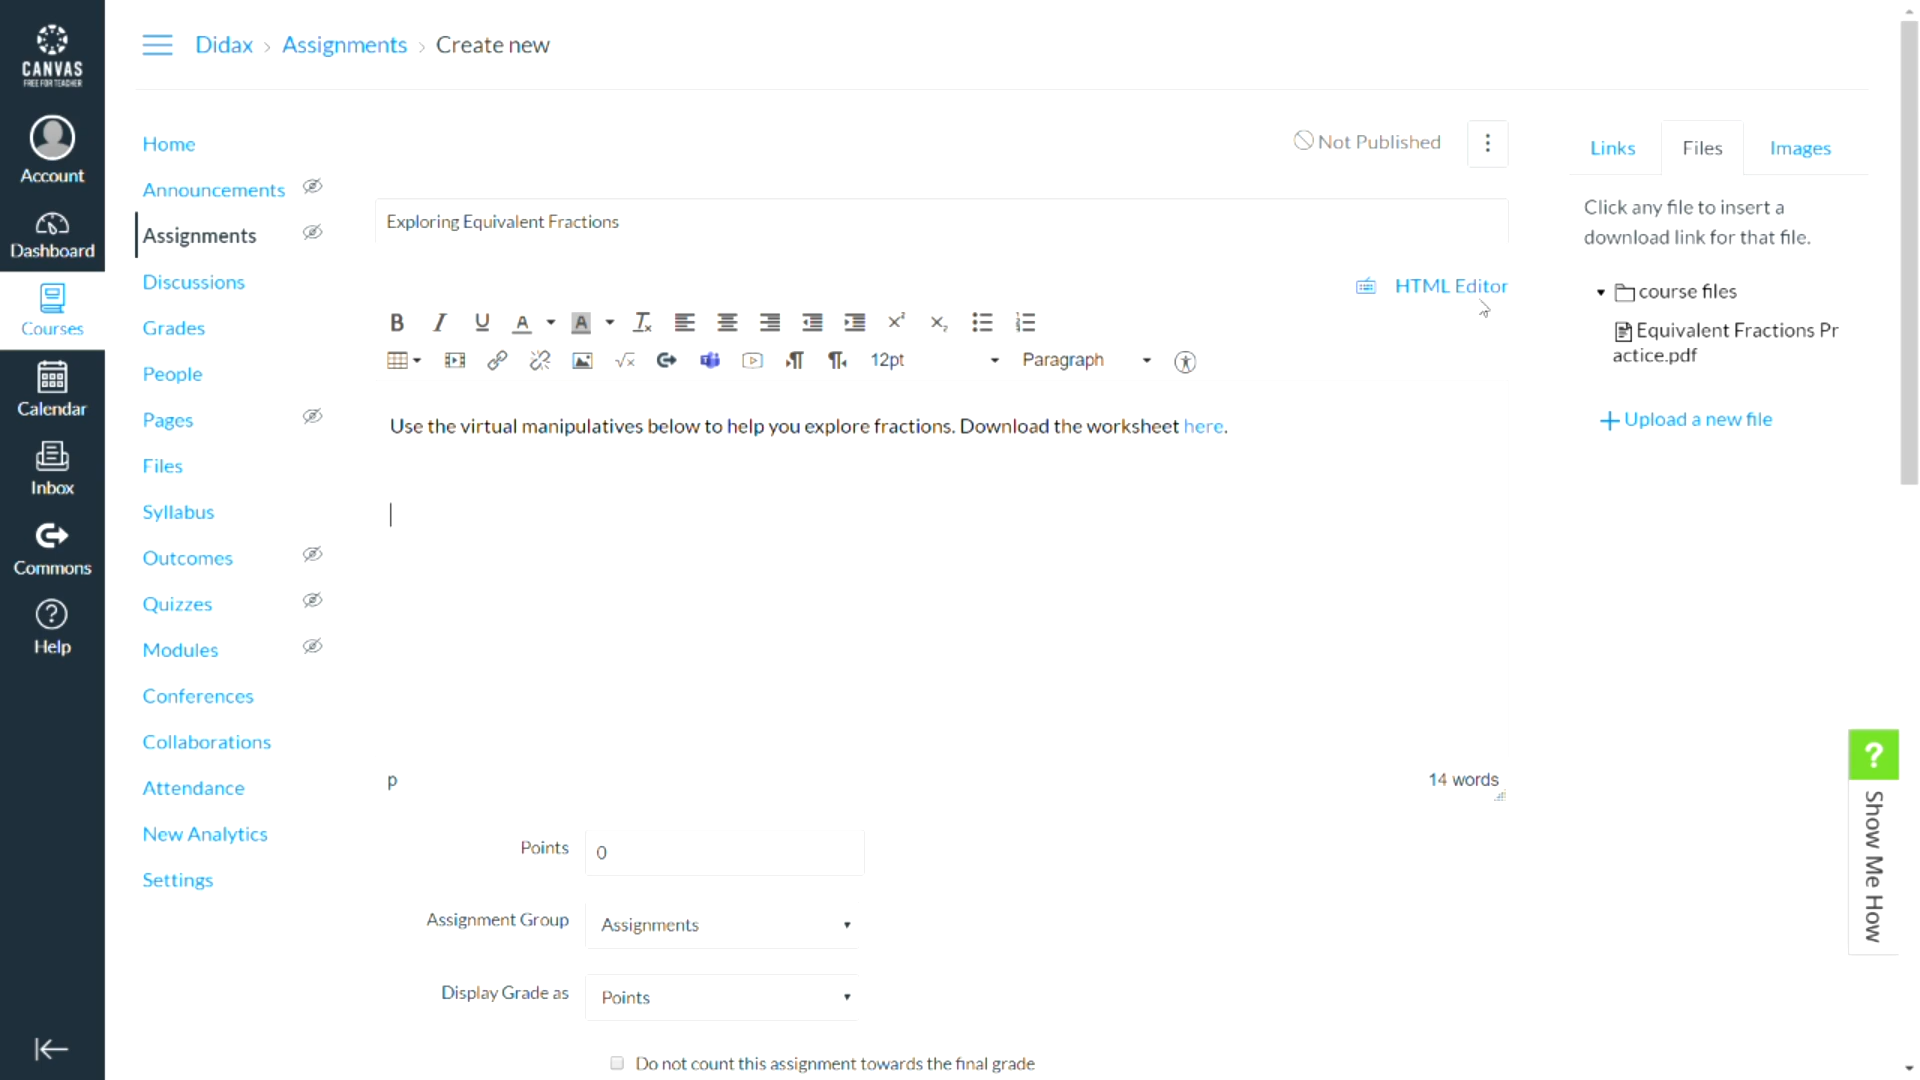 CANVAS
FREE FOR TEACHER
Account
Dashboard
Courses
Calendar
Inbox
Commons
Help
Didax › Assignments › Create new
Home
Announcements
Assignments
Discussions
Grades
People
Pages
Files
Syllabus
Outcomes
Quizzes
Modules
Conferences
Collaborations
Attendance
New Analytics
Settings
Not Published
Exploring Equivalent Fractions
HTML Editor
12pt Paragraph
Use the virtual manipulatives below to help you explore fractions. Download the worksheet here.
p
14 words
Points 0
Assignment Group Assignments
Display Grade as Points
Do not count this assignment towards the final grade
Links Files Images
Click any file to insert a
download link for that file.
course files
Equivalent Fractions Pr
actice.pdf
Upload a new file
?
Show Me How